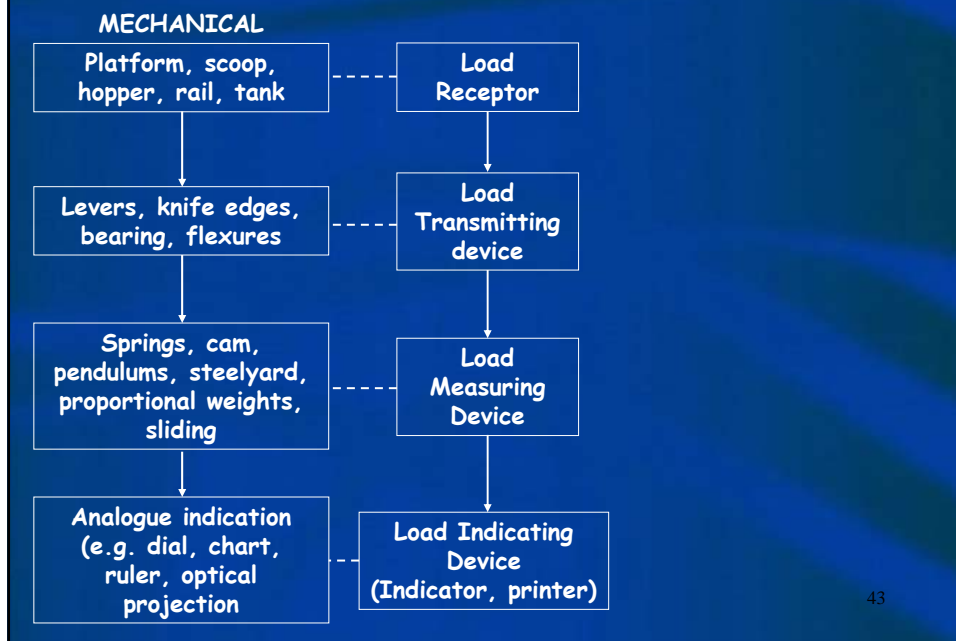 MECHANICAL
Platform, scoop,
hopper, rail, tank
Load
Receptor
Levers, knife edges,
bearing, flexures
Load
Transmitting
device
Springs, cam,
pendulums, steelyard,
proportional weights,
sliding
Load
Measuring
Device
Analogue indication
(e.g. dial, chart,
ruler, optical
projection
Load Indicating
Device
(Indicator, printer)
43